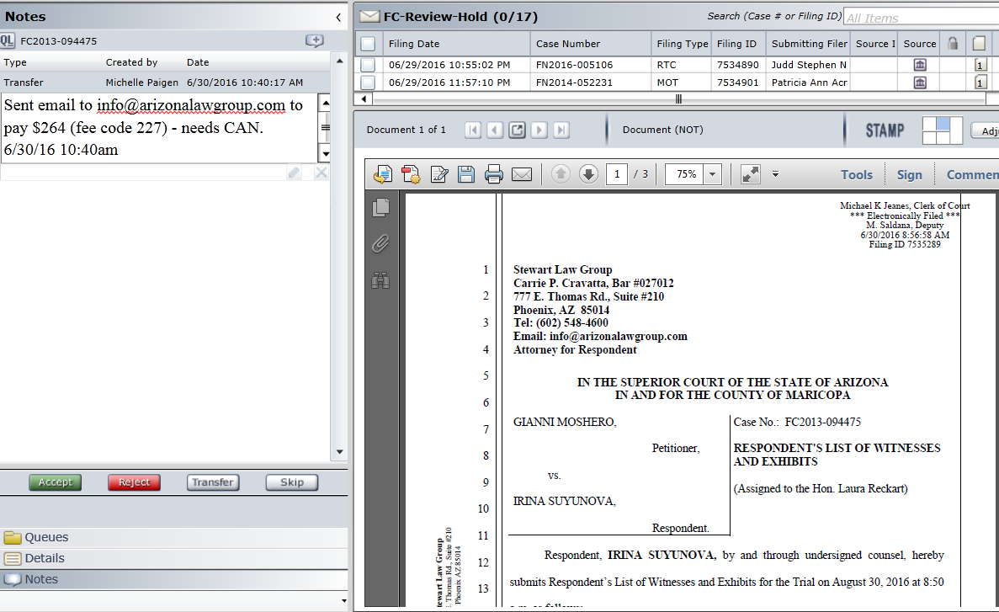 Notes
QL FC2013-094475
Type Created by Date
Transfer Michelle Paigen 6/30/2016 10:40:17 AM
Sent email to info@arizonalawgroup.com to
pay $264 (fee code 227) - needs CAN.
6/30/16 10:40am
Accept Reject Transfer Skip
Queues
Details
Notes
FC-Review-Hold (0/17)
Search (Case # or Filing ID) All Items
Filing Date Case Number Filing Type Filing ID Submitting Filer Source I Source
06/29/2016 10:55:02 PM FN2016-005106 RTC 7534890 Judd Stephen N 1
06/29/2016 11:57:10 PM FN2014-052231 MOT 7534901 Patricia Ann Acr 1
Document 1 of 1 Document (NOT) STAMP Adj
1 / 3 75% Tools Sign Commen
Michael K Jeanes, Clerk of Court
*** Electronically Filed ***
M. Saldana, Deputy
6/30/2016 8:56:58 AM
Filing ID 7535289
1 Stewart Law Group
Carrie P. Cravatta, Bar #027012
2 777 E. Thomas Rd., Suite #210
Phoenix, AZ 85014
3 Tel: (602) 548-4600
Email: info@arizonalawgroup.com
4 Attorney for Respondent
5 IN THE SUPERIOR COURT OF THE STATE OF ARIZONA
6 IN AND FOR THE COUNTY OF MARICOPA
7 GIANNI MOSHERO, Case No.: FC2013-094475
8 Petitioner, RESPONDENT'S LIST OF WITNESSES
AND EXHIBITS
9 vs. (Assigned to the Hon. Laura Reckart)
10 IRINA SUYUNOVA,
11 Respondent.
12 Respondent, IRINA SUYUNOVA, by and through undersigned counsel, hereby
13 submits Respondent's List of Witnesses and Exhibits for the Trial on August 30, 2016 at 8:50
a.m. as follows:
tewart Law Group
. Thomas Rd., Suite #210
Phoenix, AZ 85014